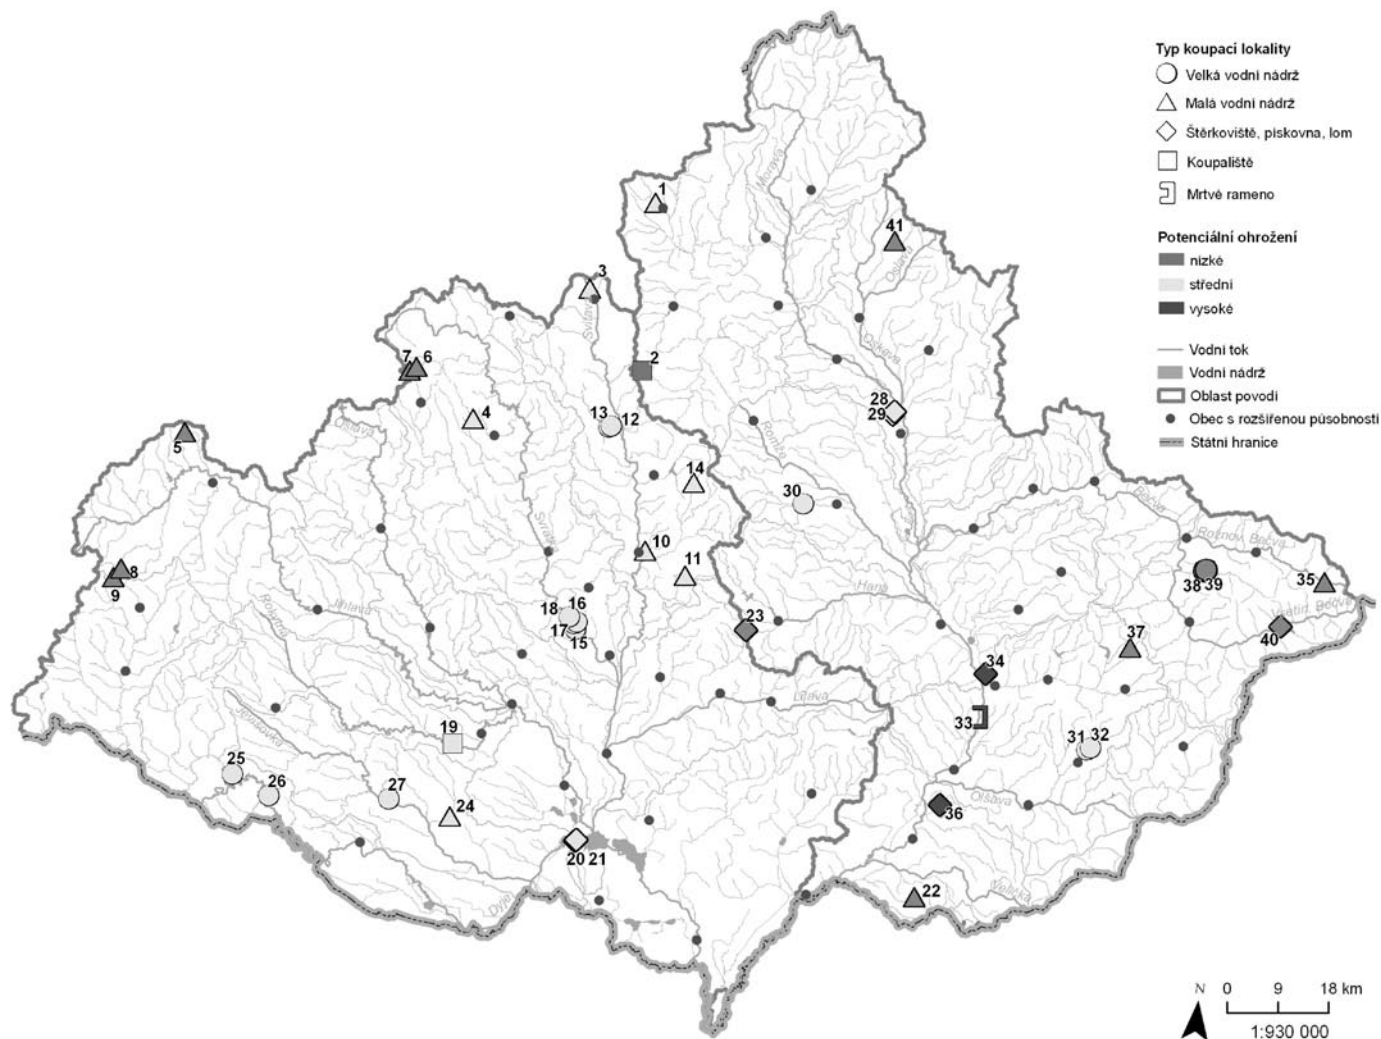 Typ koupací lokality
Velká vodní nádrž
Malá vodní nádrž
Štěrkoviště, pískovna, lom
Koupaliště
Mrtvé rameno
Potenciální ohrožení
nízké
střední
vysoké
Vodní tok
Vodní nádrž
Oblast povodí
Obec s rozšířenou působností
Státní hranice
Morava
1
41
Oslava
3
Svitava
Oskava
7 6
2
28
29
4
13 12
5
Romže
14
30
Svratka
Bečva
Rožnov. Bečva
10
11
8
9
Haná
38 39
35
Vsetín. Bečva
Rokytná
Jihlava
16
18
17
15
23
40
37
34
Litava
33
19
31 32
Jevišovka
25
26
27
24
Olšava
36
20 21
Dyje
22
Velička
N 0 9 18 km
1:930 000